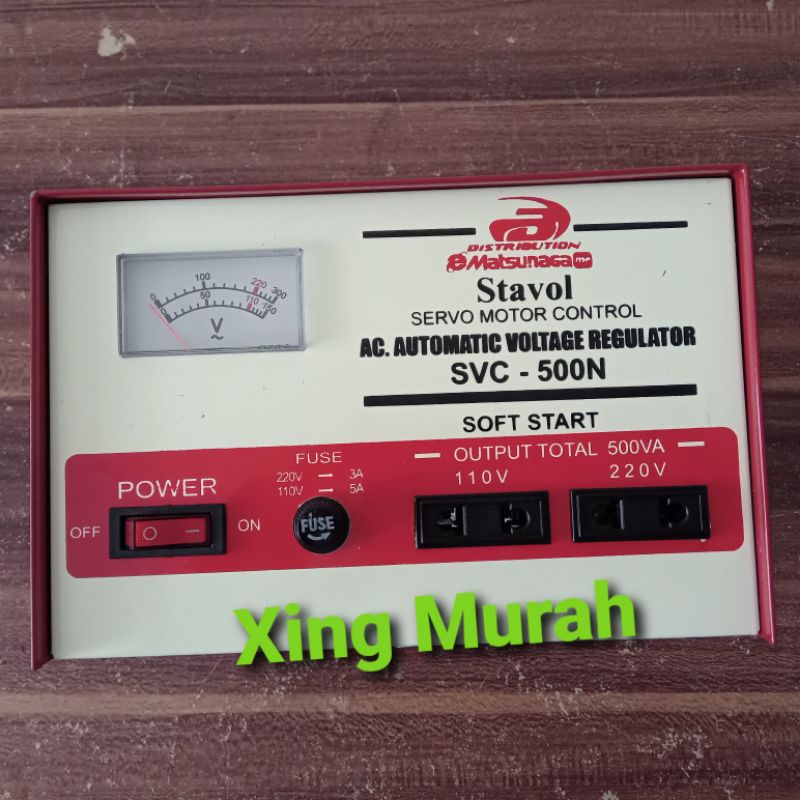 DISTRIBUTION
Matsunaga
Stavol
SERVO MOTOR CONTROL
AC. AUTOMATIC VOLTAGE REGULATOR
SVC - 500N
SOFT START
0 100 220 300
0 50 110 150
V
OUTPUT TOTAL 500VA
110V 220V
FUSE
220V 3A
110V 5A
FUSE
POWER
OFF ON
Xing Murah